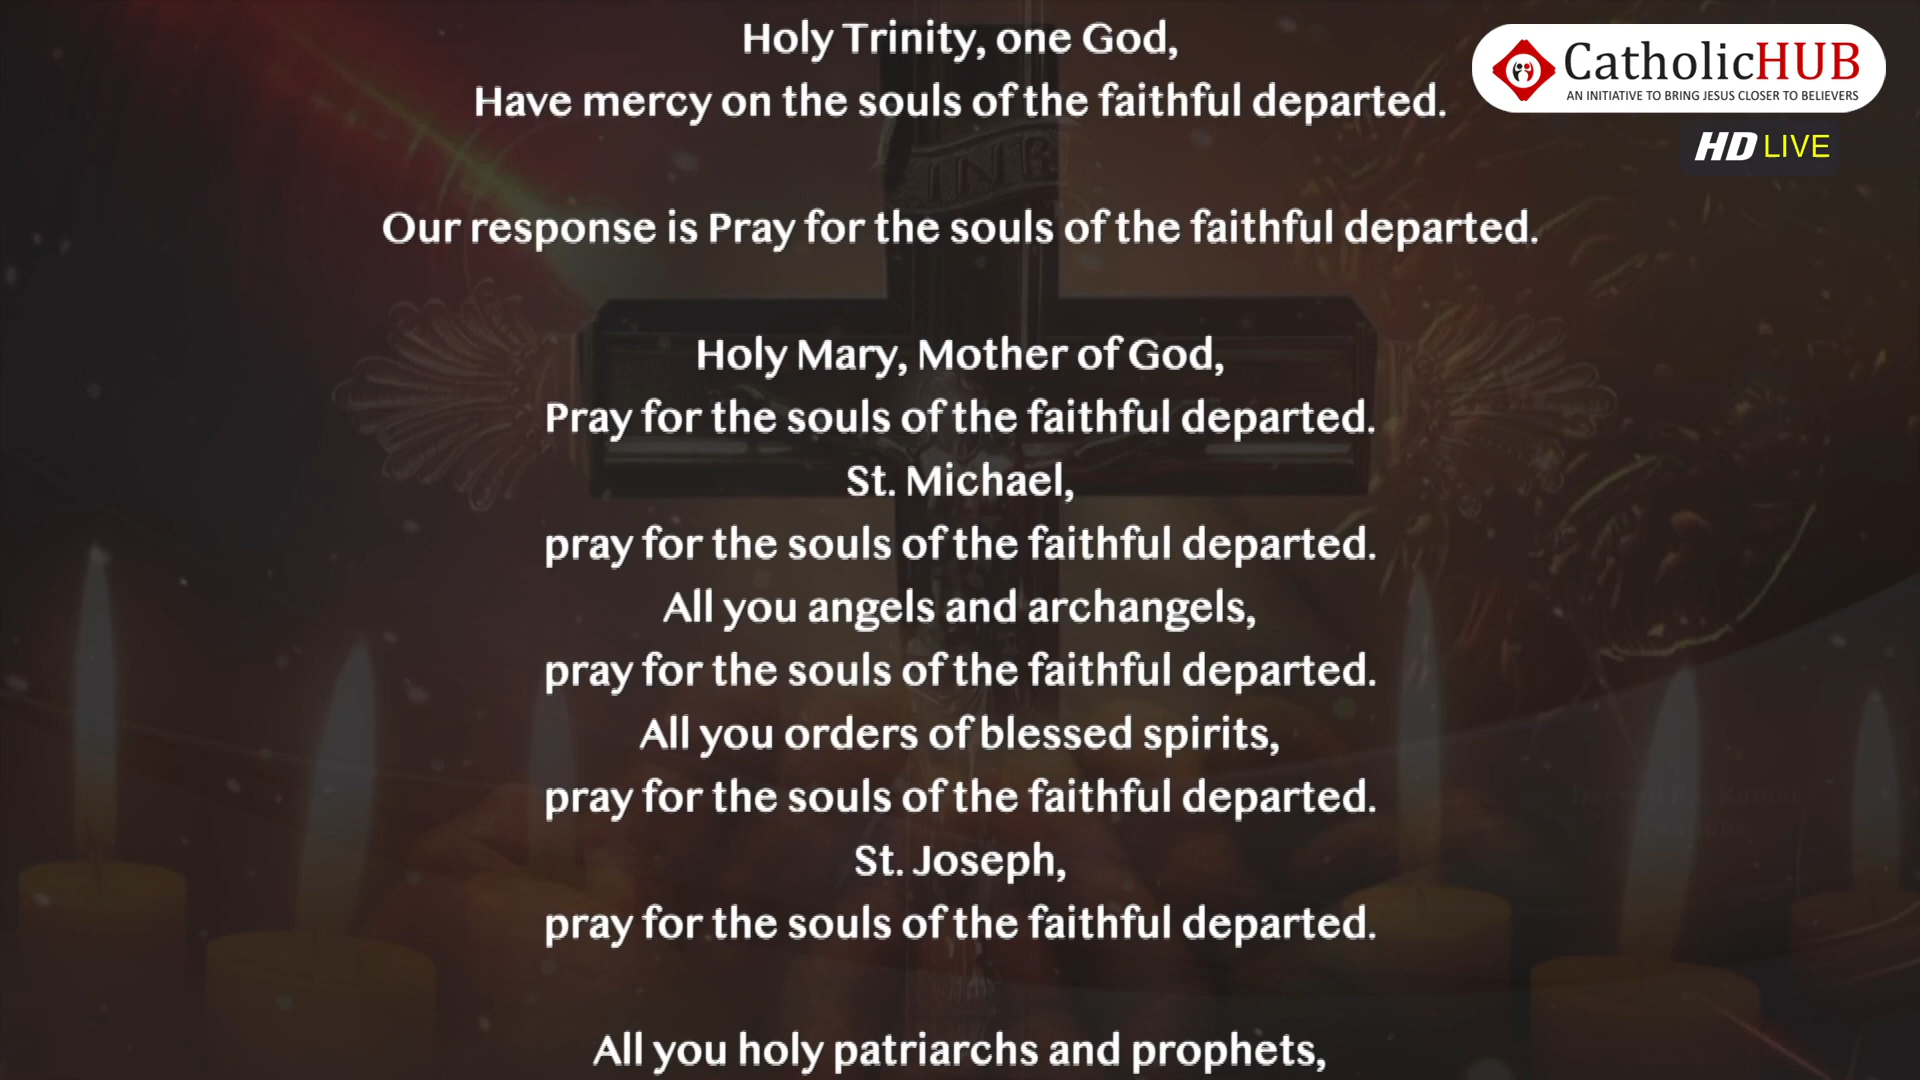 Holy Trinity, one God,
Have mercy on the souls of the faithful departed.
CatholicHUB
AN INITIATIVE TO BRING JESUS CLOSER TO BELIEVERS
HD LIVE
INRI
Our response is Pray for the souls of the faithful departed.
Holy Mary, Mother of God,
Pray for the souls of the faithful departed.
St. Michael,
pray for the souls of the faithful departed.
All you angels and archangels,
pray for the souls of the faithful departed.
All you orders of blessed spirits,
pray for the souls of the faithful departed.
St. Joseph,
pray for the souls of the faithful departed.
All you holy patriarchs and prophets,